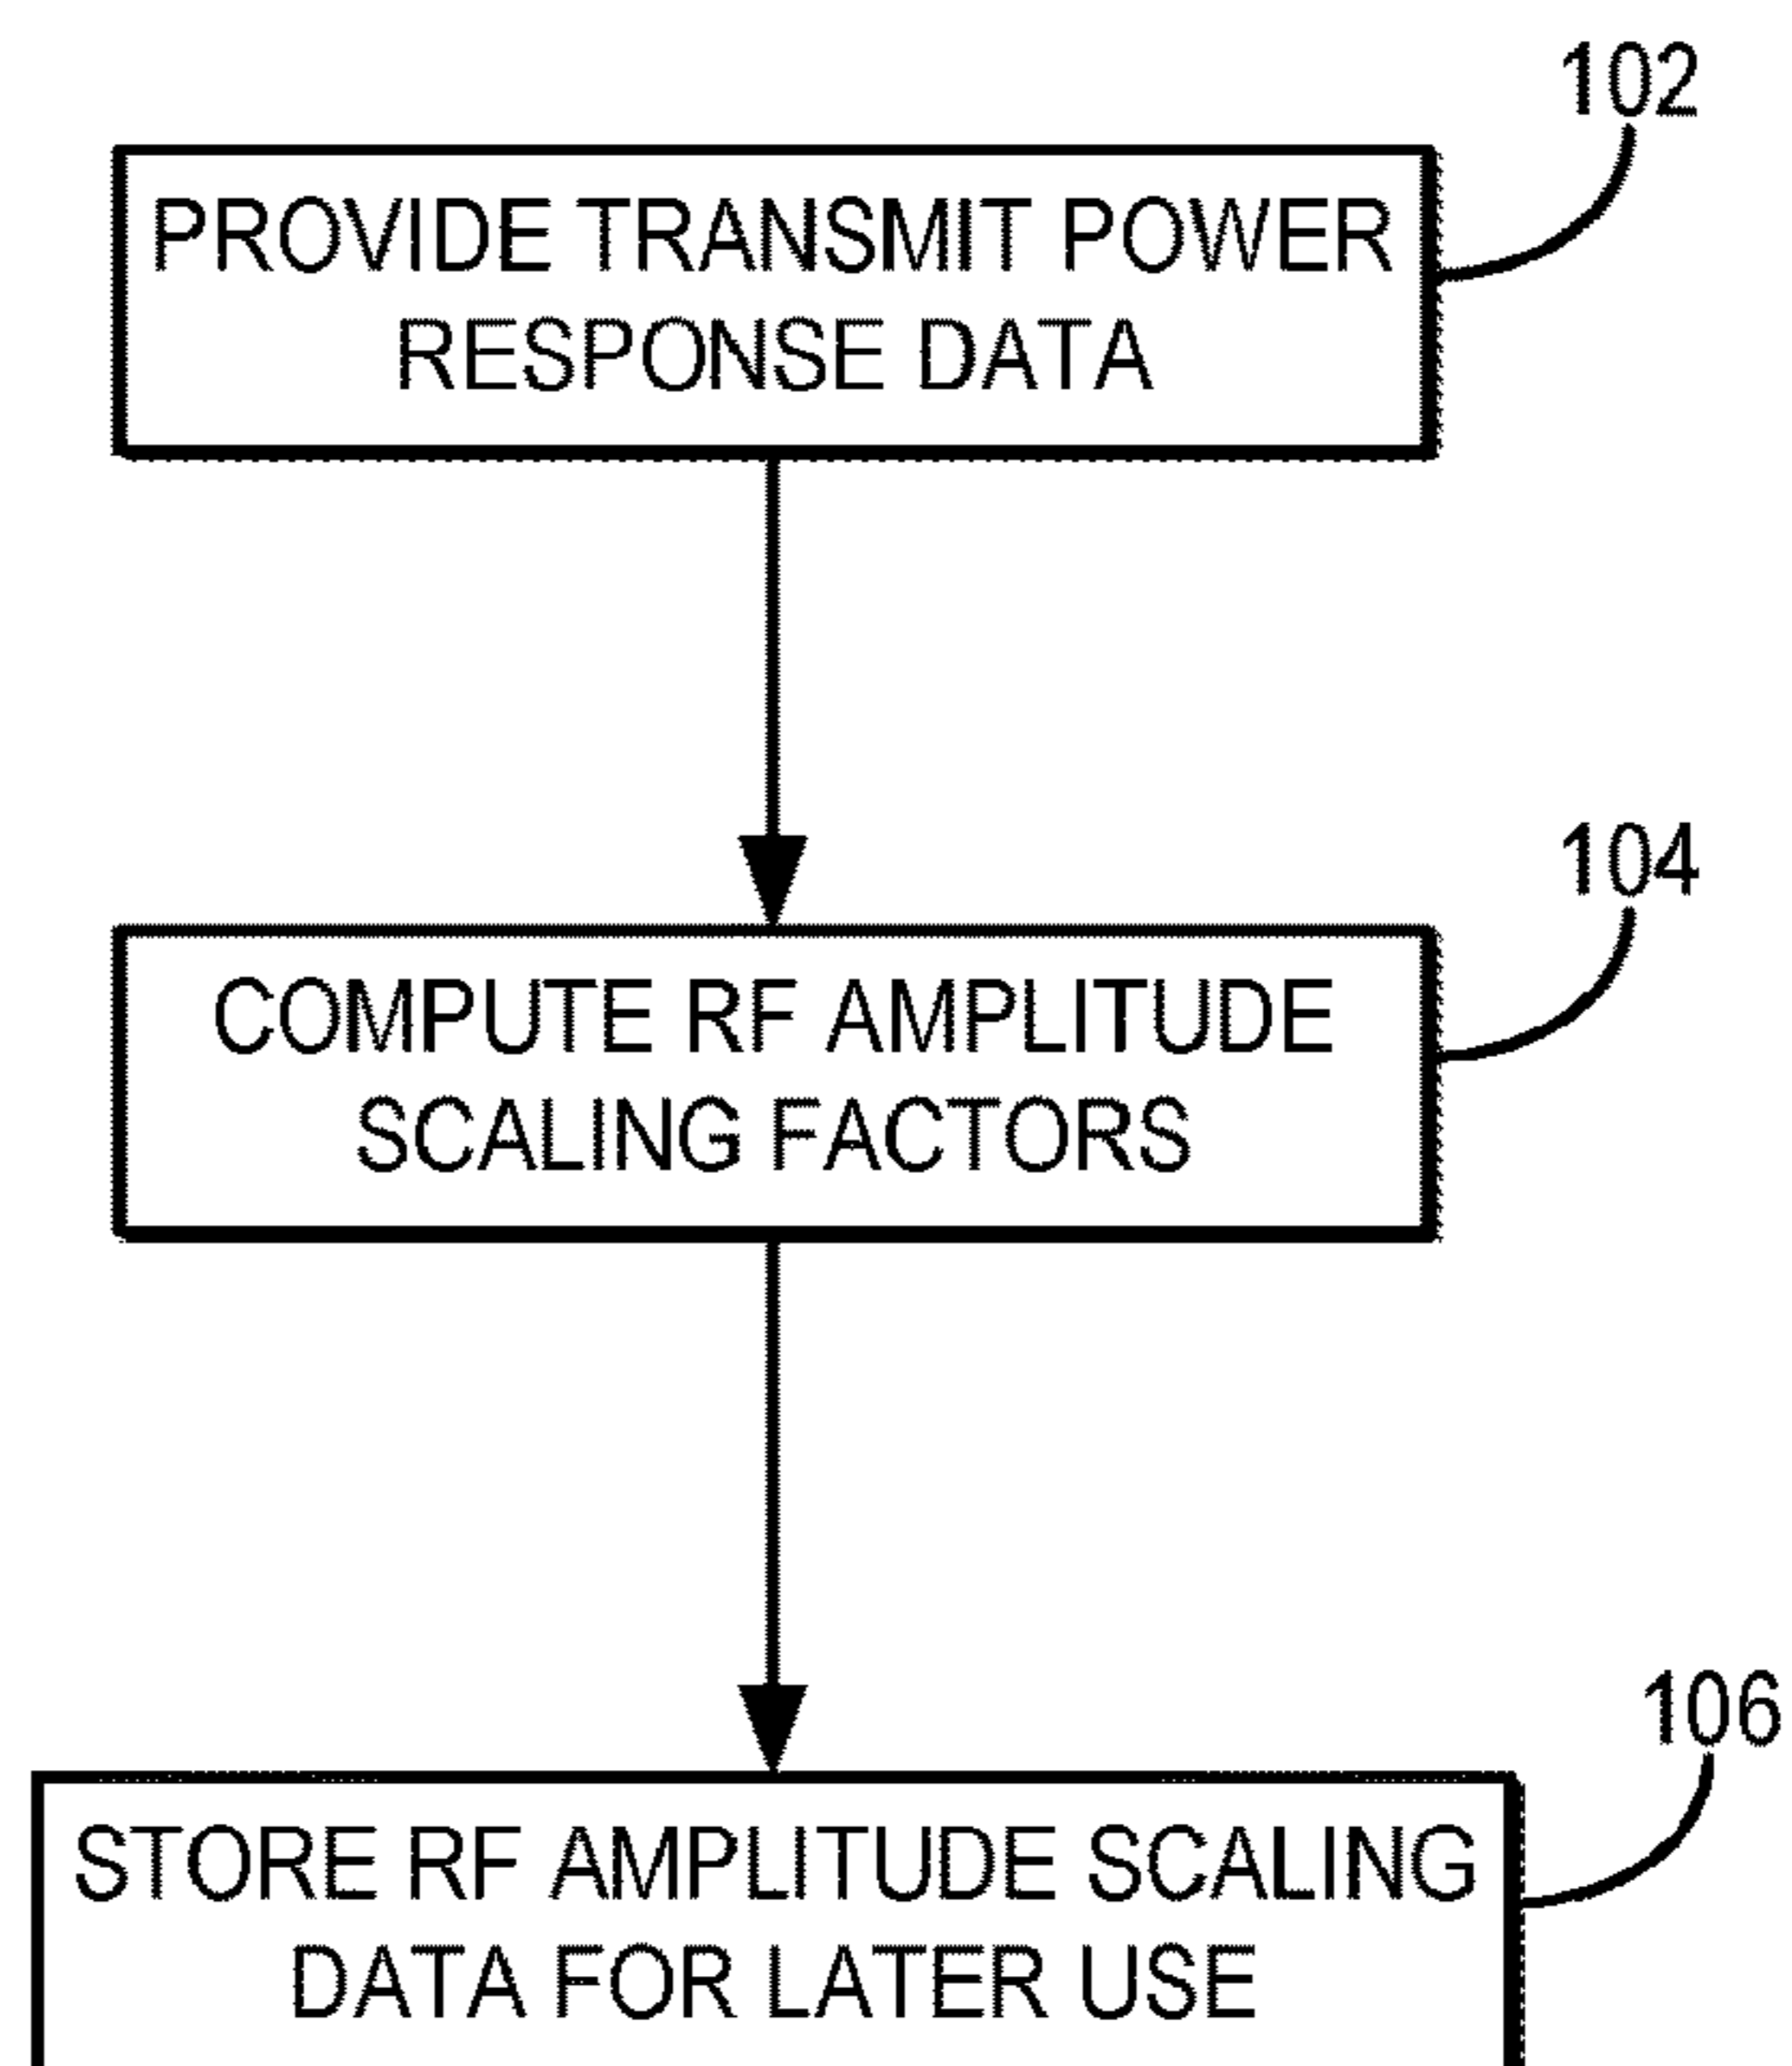 102
PROVIDE TRANSMIT POWER
RESPONSE DATA
104
COMPUTE RF AMPLITUDE
SCALING FACTORS
106
STORE RF AMPLITUDE SCALING
DATA FOR LATER USE